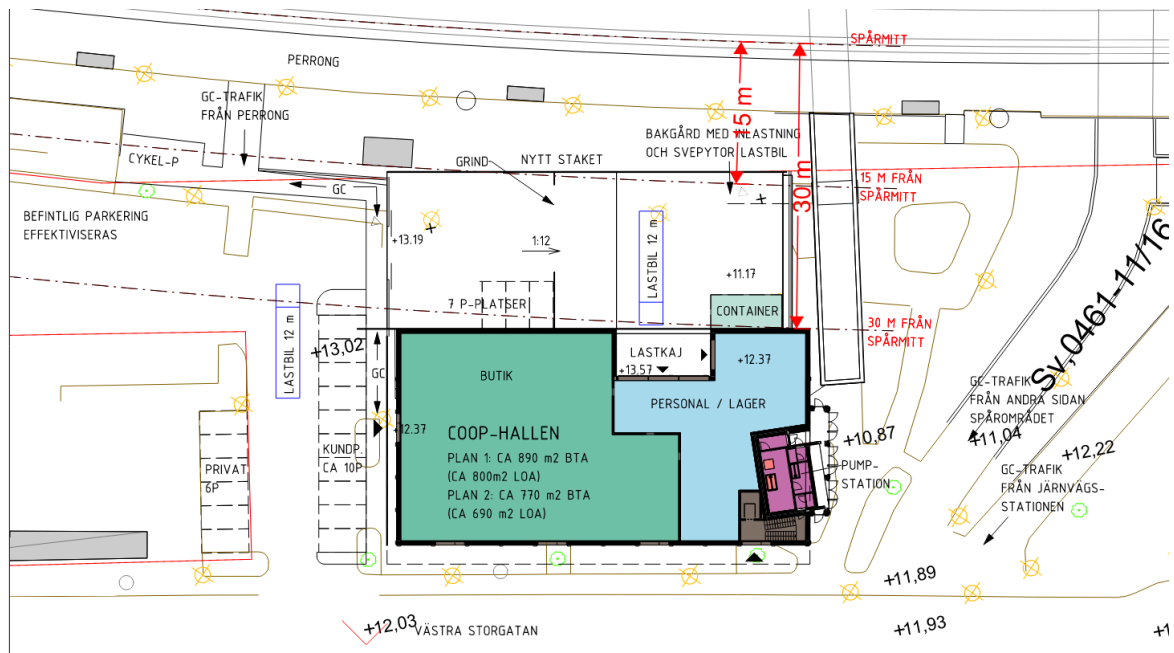 SPÅRMITT
PERRONG
GC-TRAFIK
FRÅN PERRONG
15 m
30 m
BAKGÅRD MED INLASTNING
OCH SVEPYTOR LASTBIL
CYKEL-P
GRIND
NYTT STAKET
15 M FRÅN
SPÅRMITT
GC
BEFINTLIG PARKERING
EFFEKTIVISERAS
+13.19
1:12
LASTBIL 12 m
+11.17
Sv,0461-11/16
7 P-PLATSER
CONTAINER
30 M FRÅN
SPÅRMITT
LASTBIL 12 m
+13,02
LASTKAJ
+13.57
+12.37
GC
BUTIK
PERSONAL / LAGER
GC-TRAFIK
FRÅN ANDRA SIDAN
SPÅROMRÅDET
+12.37
COOP-HALLEN
PLAN 1: CA 890 m2 BTA
(CA 800m2 LOA)
PLAN 2: CA 770 m2 BTA
(CA 690 m2 LOA)
+10,87
+11,04
+12,22
KUNDP.
CA 10P
PRIVAT
6P
PUMP-
STATION
GC-TRAFIK
FRÅN JÄRNVÄGS-
STATIONEN
+11,89
+12,03
VÄSTRA STORGATAN
+11,93